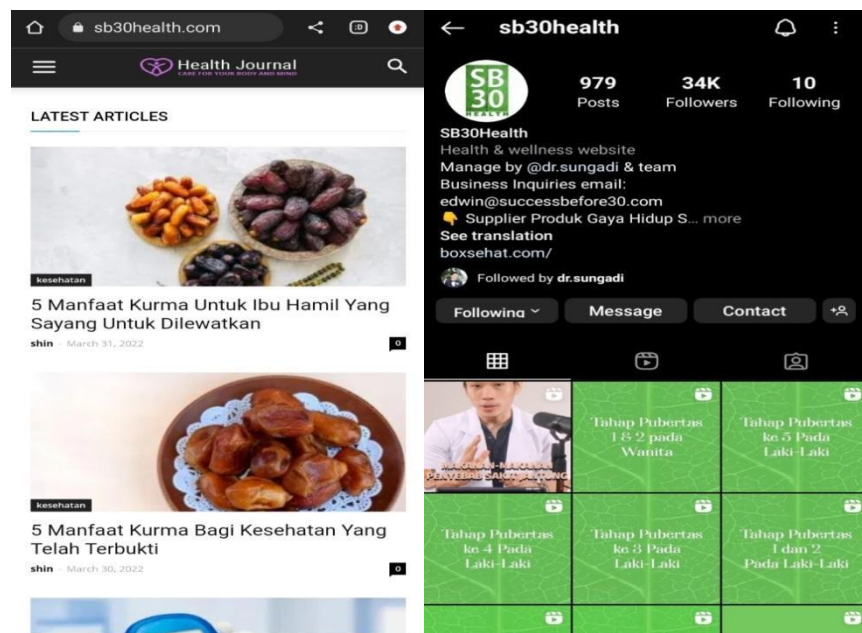 sb30health.com
:D
Health Journal
CARE FOR YOUR BODY AND MIND
LATEST ARTICLES
kesehatan
5 Manfaat Kurma Untuk Ibu Hamil Yang
Sayang Untuk Dilewatkan
shin - March 31, 2022
0
kesehatan
5 Manfaat Kurma Bagi Kesehatan Yang
Telah Terbukti
shin - March 30, 2022
0
sb30health
SB
30
HEALTH
979
34K
10
Posts
Followers
Following
SB30Health
Health & wellness website
Manage by @dr.sungadi & team
Business Inquiries email:
edwin@successbefore30.com
👇 Supplier Produk Gaya Hidup S... more
See translation
boxsehat.com/
Followed by dr.sungadi
Following
Message
Contact
MAKANAN-MAKANAN
PENYEBAB SAKIT JANTUNG
Tahap Pubertas
1 & 2 pada
Wanita
Tahap Pubertas
ke 5 Pada
Laki-Laki
Tahap Pubertas
ke 4 Pada
Laki-Laki
Tahap Pubertas
ke 3 Pada
Laki-Laki
Tahap Pubertas
1 dan 2
Pada Laki-Laki